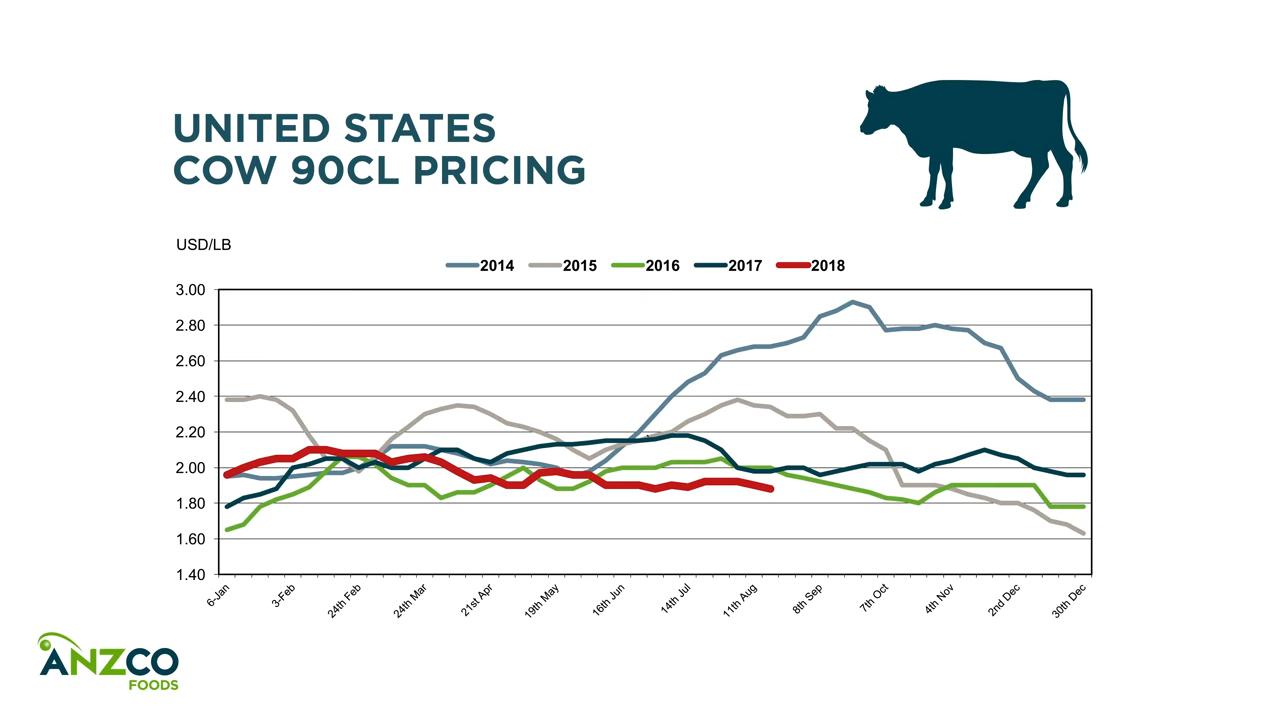 UNITED STATES
COW 90CL PRICING
USD/LB
2014 2015 2016 2017 2018
3.00
2.80
2.60
2.40
2.20
2.00
1.80
1.60
1.40
6-Jan 3-Feb 24th Feb 24th Mar 21st Apr 19th May 16th Jun 14th Jul 11th Aug 8th Sep 7th Oct 4th Nov 2nd Dec 30th Dec
ANZCO
FOODS